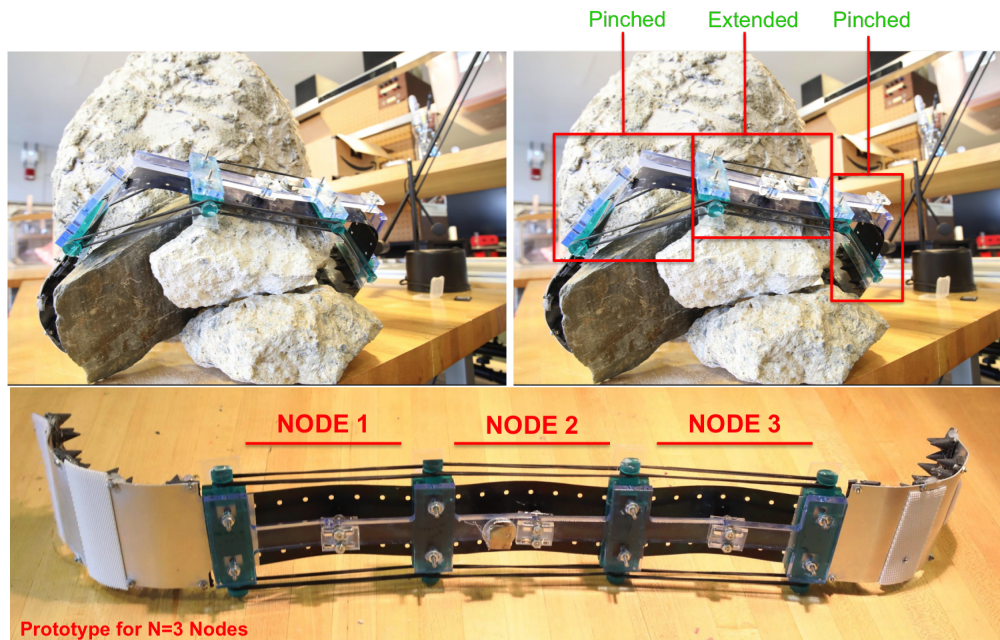 Pinched Extended Pinched
NODE 1 NODE 2 NODE 3
Prototype for N=3 Nodes